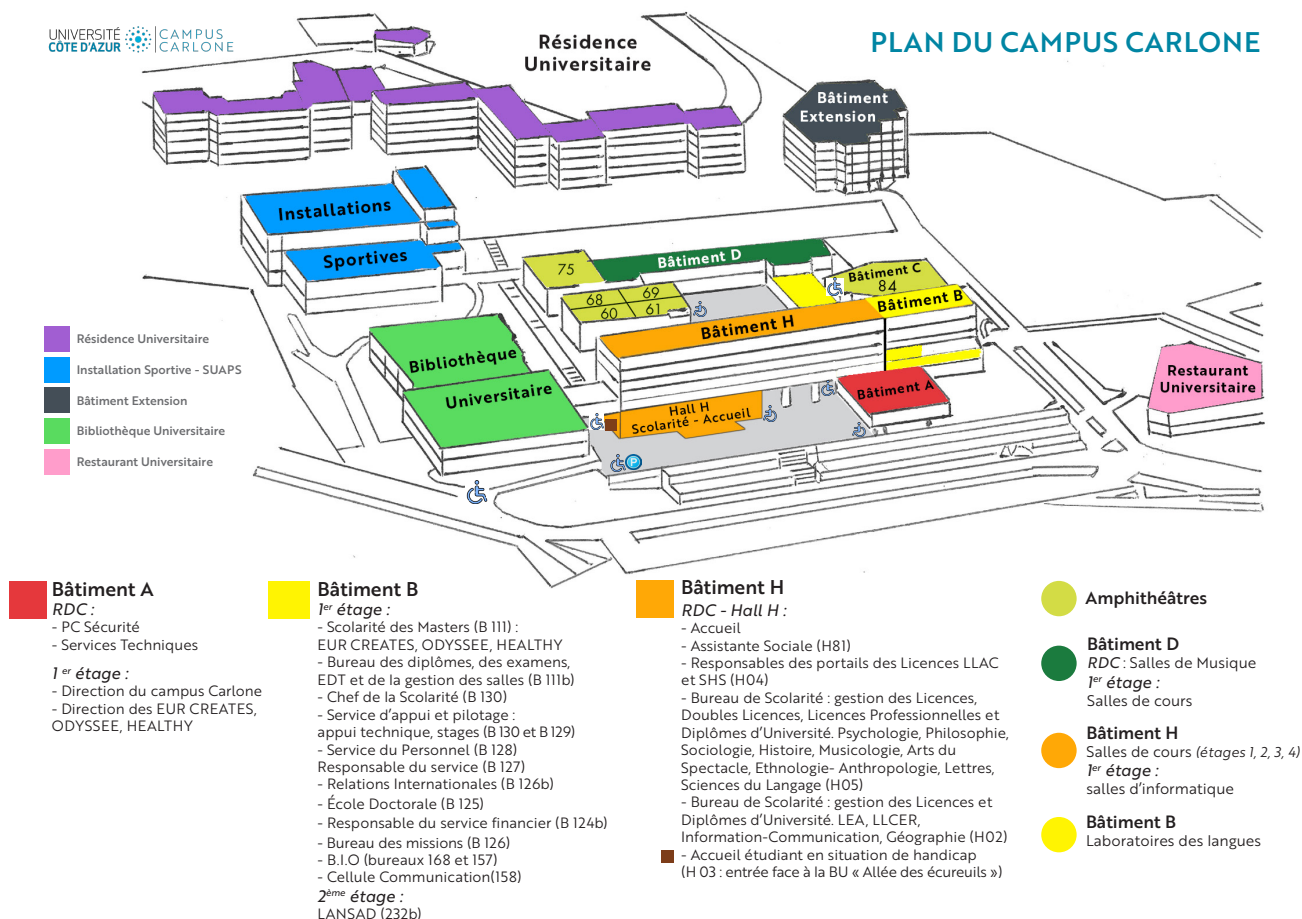 UNIVERSITÉ
CÔTE D'AZUR
CAMPUS
CARLONE
PLAN DU CAMPUS CARLONE
Résidence
Universitaire
Bâtiment
Extension
Installations
Sportives
75
Bâtiment D
68
69
60
61
Bâtiment C
84
Bâtiment B
Bâtiment H
Bibliothèque
Universitaire
Bâtiment A
Hall H
Scolarité - Accueil
P
Restaurant
Universitaire
Résidence Universitaire
Installation Sportive - SUAPS
Bâtiment Extension
Bibliothèque Universitaire
Restaurant Universitaire
Bâtiment A
RDC :
- PC Sécurité
- Services Techniques
1er étage :
- Direction du campus Carlone
- Direction des EUR CREATES,
ODYSSEE, HEALTHY
Bâtiment B
1er étage :
- Scolarité des Masters (B 111) :
EUR CREATES, ODYSSEE, HEALTHY
- Bureau des diplômes, des examens,
EDT et de la gestion des salles (B 111b)
- Chef de la Scolarité (B 130)
- Service d'appui et pilotage :
appui technique, stages (B 130 et B 129)
- Service du Personnel (B 128)
Responsable du service (B 127)
- Relations Internationales (B 126b)
- École Doctorale (B 125)
- Responsable du service financier (B 124b)
- Bureau des missions (B 126)
- B.I.O (bureaux 168 et 157)
- Cellule Communication(158)
2ème étage :
LANSAD (232b)
Bâtiment H
RDC - Hall H :
- Accueil
- Assistante Sociale (H81)
- Responsables des portails des Licences LLAC
et SHS (H04)
- Bureau de Scolarité : gestion des Licences,
Doubles Licences, Licences Professionnelles et
Diplômes d'Université. Psychologie, Philosophie,
Sociologie, Histoire, Musicologie, Arts du
Spectacle, Ethnologie- Anthropologie, Lettres,
Sciences du Langage (H05)
- Bureau de Scolarité : gestion des Licences et
Diplômes d'Université. LEA, LLCER,
Information-Communication, Géographie (H02)
- Accueil étudiant en situation de handicap
(H 03 : entrée face à la BU « Allée des écureuils »)
Amphithéâtres
Bâtiment D
RDC : Salles de Musique
1er étage :
Salles de cours
Bâtiment H
Salles de cours (étages 1, 2, 3, 4)
1er étage :
salles d'informatique
Bâtiment B
Laboratoires des langues